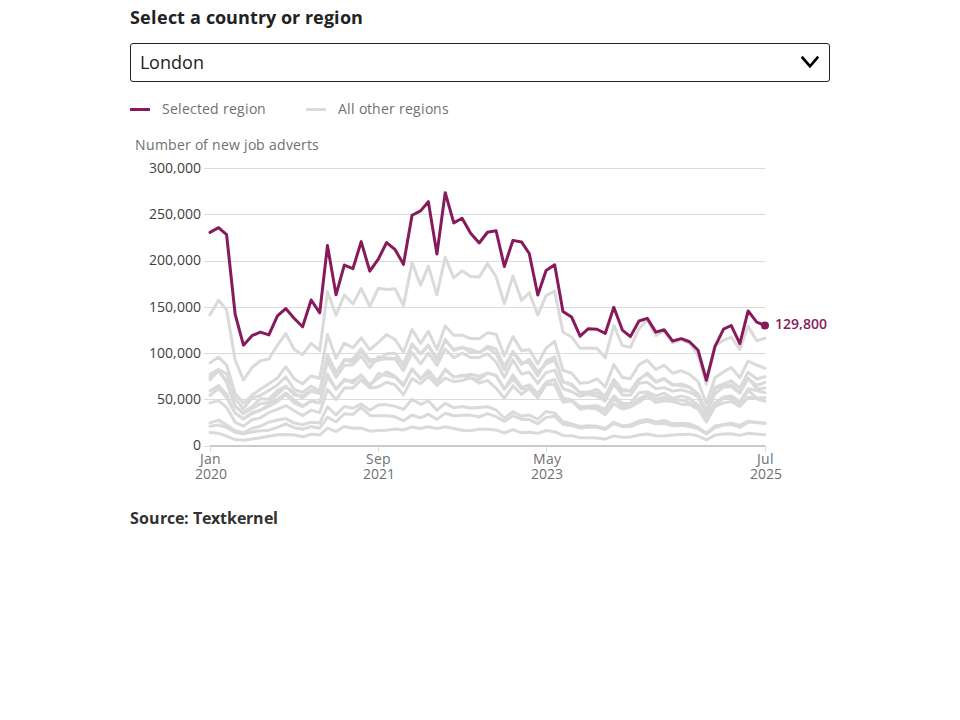 Select a country or region
London
Selected region
All other regions
Number of new job adverts
300,000
250,000
200,000
150,000
129,800
100,000
50,000
0
Jan
2020
Sep
2021
May
2023
Jul
2025
Source: Textkernel